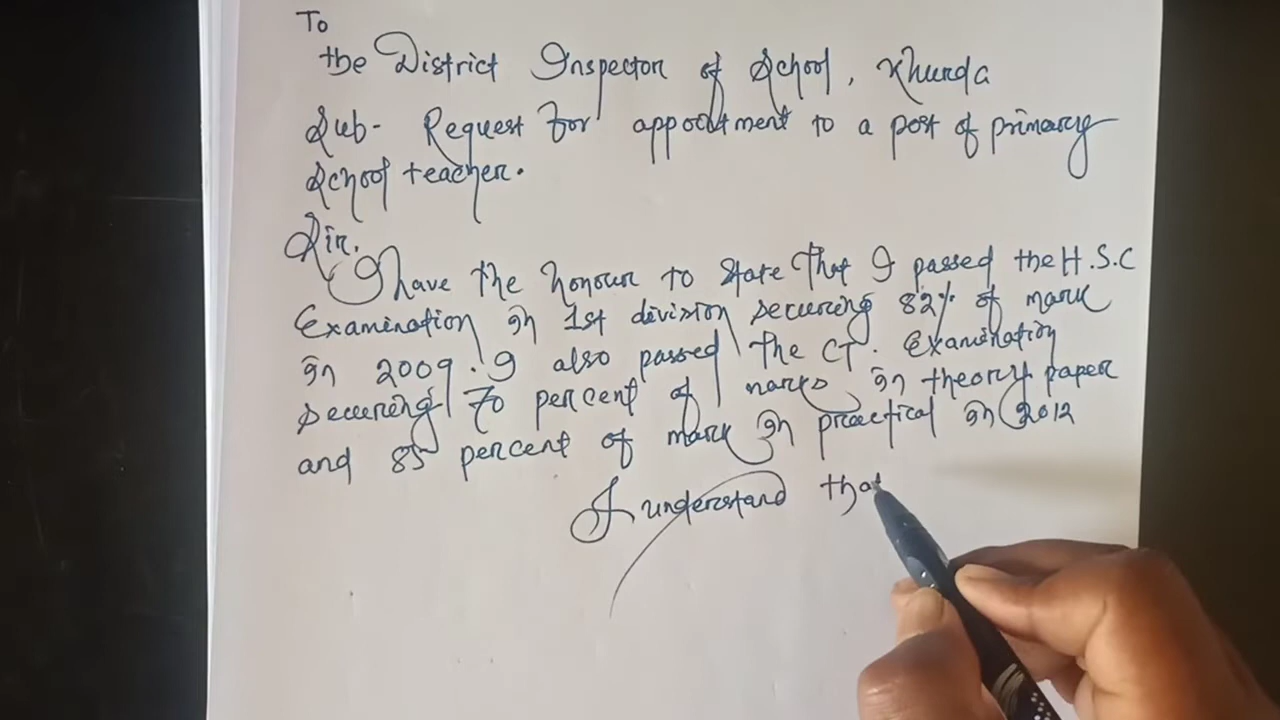 To
the District Inspector of School, Khurda
Sub- Request for appointment to a post of primary
School teacher.
Sir.
I have the honour to state that I passed the H.S.C
Examination in 1st division securing 82% of mark
in 2009. I also passed the CT. Examination
securing 70 percent of marks in theory paper
and 85 percent of mark in practical in 2012
I understand that